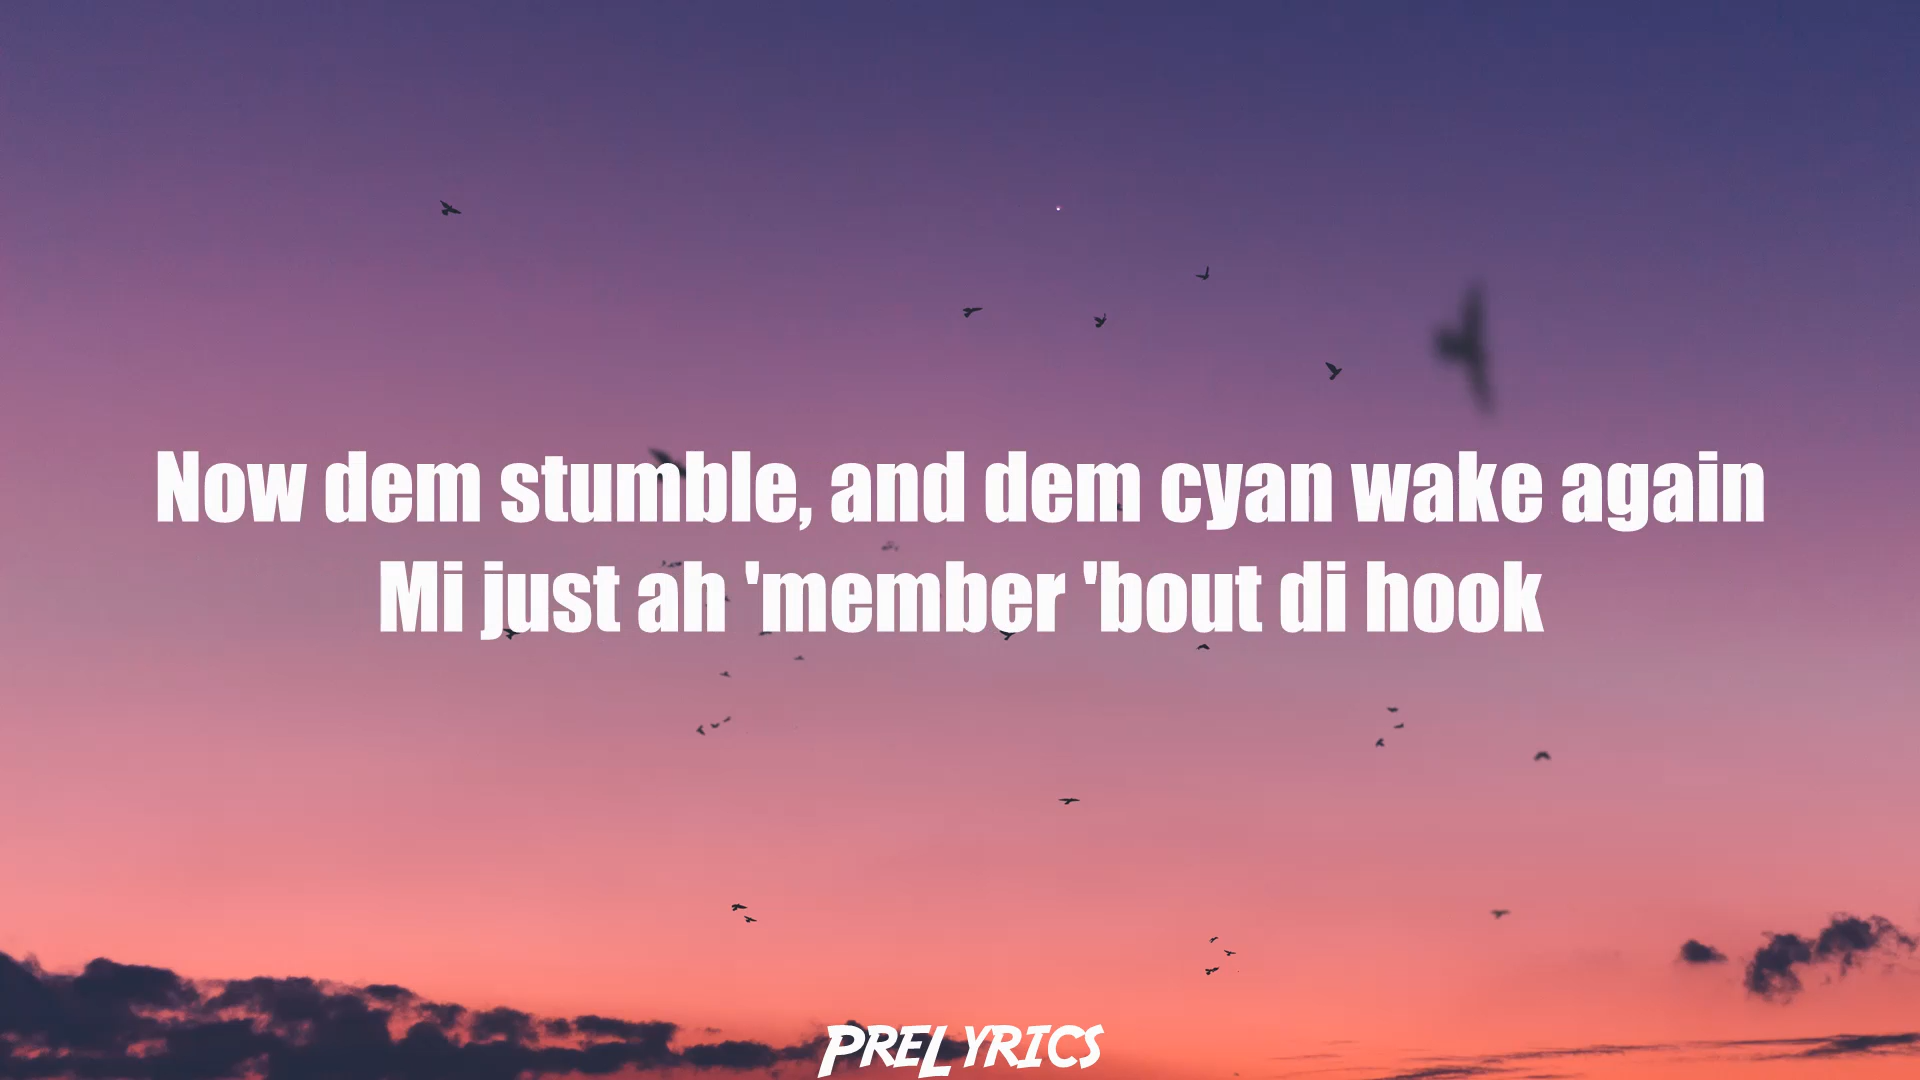 Now dem stumble, and dem cyan wake again
Mi just ah 'member 'bout di hook
PRELYRICS